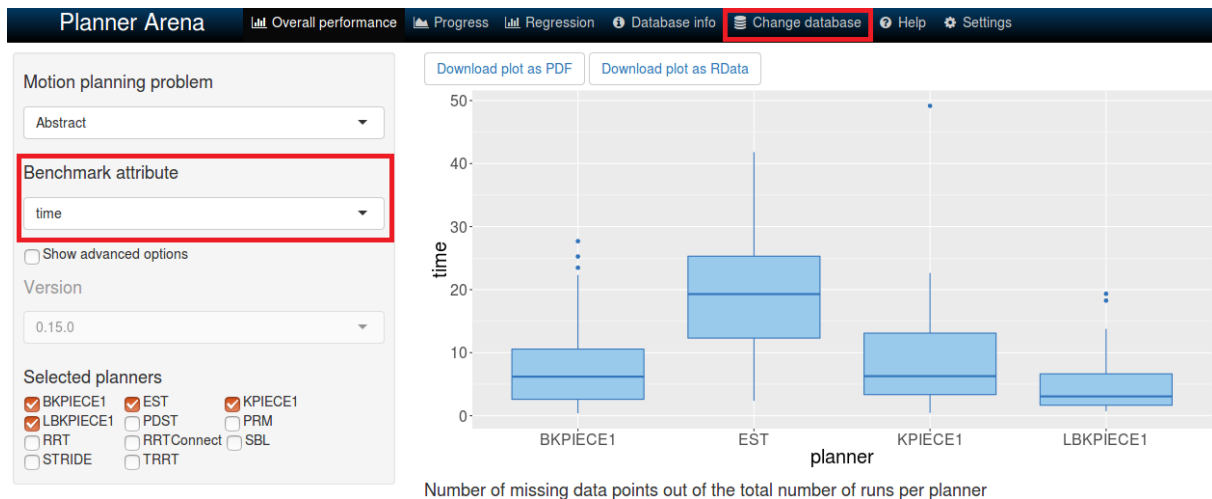 Planner Arena
Overall performance Progress Regression Database info Change database Help Settings
Motion planning problem
Abstract
Benchmark attribute
time
Show advanced options
Version
0.15.0
Selected planners
BKPIECE1 EST KPIECE1
LBKPIECE1 PDST PRM
RRT RRTConnect SBL
STRIDE TRRT
Download plot as PDF Download plot as RData
50
40
30
20
10
0
time
BKPIECE1 EST KPIECE1 LBKPIECE1
planner
Number of missing data points out of the total number of runs per planner